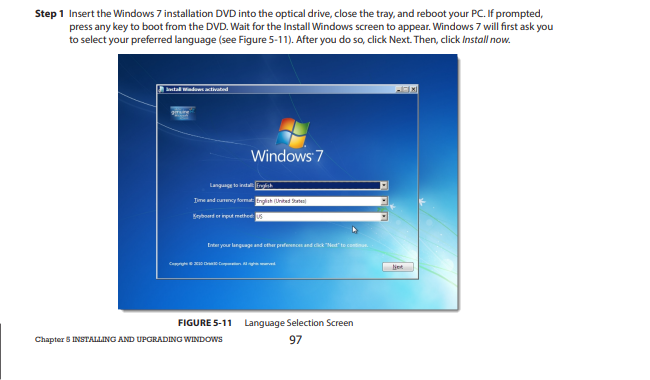 Step 1 Insert the Windows 7 installation DVD into the optical drive, close the tray, and reboot your PC. If prompted,
press any key to boot from the DVD. Wait for the Install Windows screen to appear. Windows 7 will first ask you
to select your preferred language (see Figure 5-11). After you do so, click Next. Then, click Install now.
Install Windows activated
genuine
Windows 7
Language to install: English
Time and currency format: English (United States)
Keyboard or input method: US
Enter your language and other preferences and click "Next" to continue.
Copyright © 2010 Orbit30 Corporation. All rights reserved.
Next
FIGURE 5-11 Language Selection Screen
Chapter 5 INSTALLING AND UPGRADING WINDOWS
97